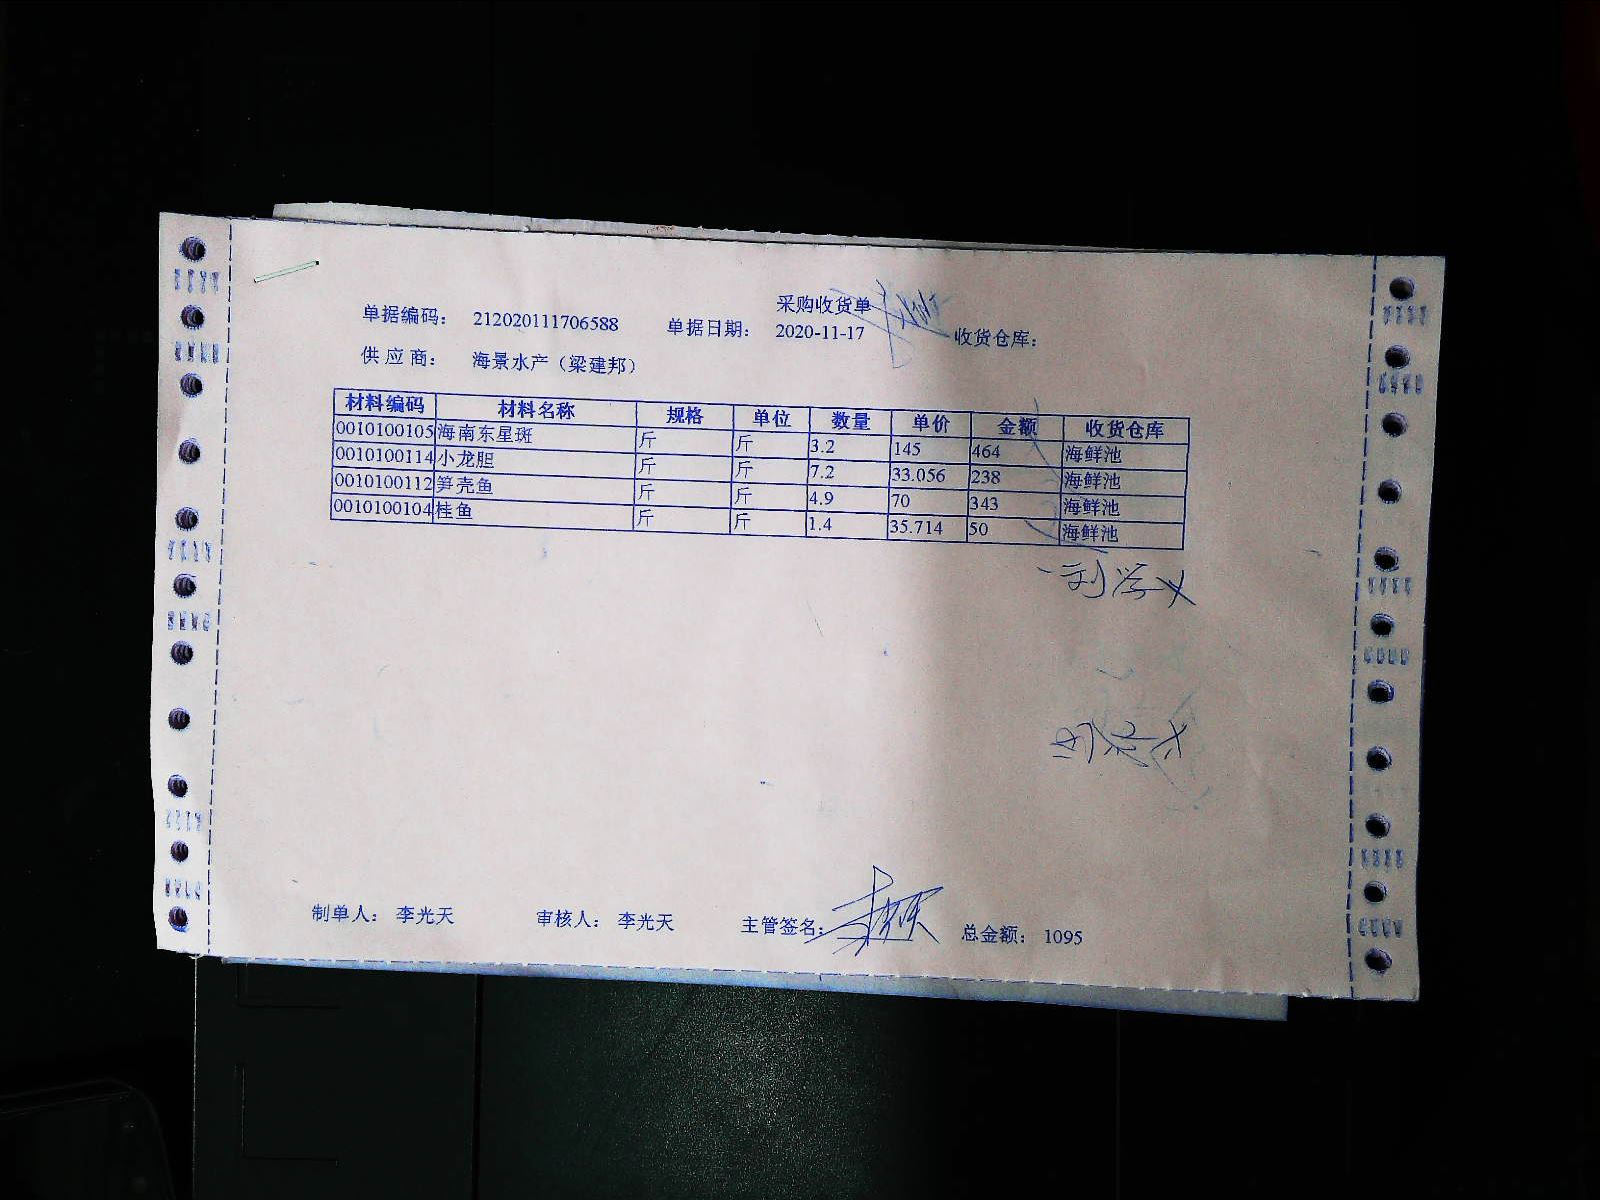 采购收货单
单据编码： 212020111706588 单据日期： 2020-11-17 收货仓库：
供应商： 海景水产（梁建邦）
材料编码 材料名称 规格 单位 数量 单价 金额 收货仓库
0010100105 海南东星斑 斤 斤 3.2 145 464 海鲜池
0010100114 小龙胆 斤 斤 7.2 33.056 238 海鲜池
0010100112 笋壳鱼 斤 斤 4.9 70 343 海鲜池
0010100104 桂鱼 斤 斤 1.4 35.714 50 海鲜池
制单人： 李光天 审核人： 李光天 主管签名： 总金额： 1095